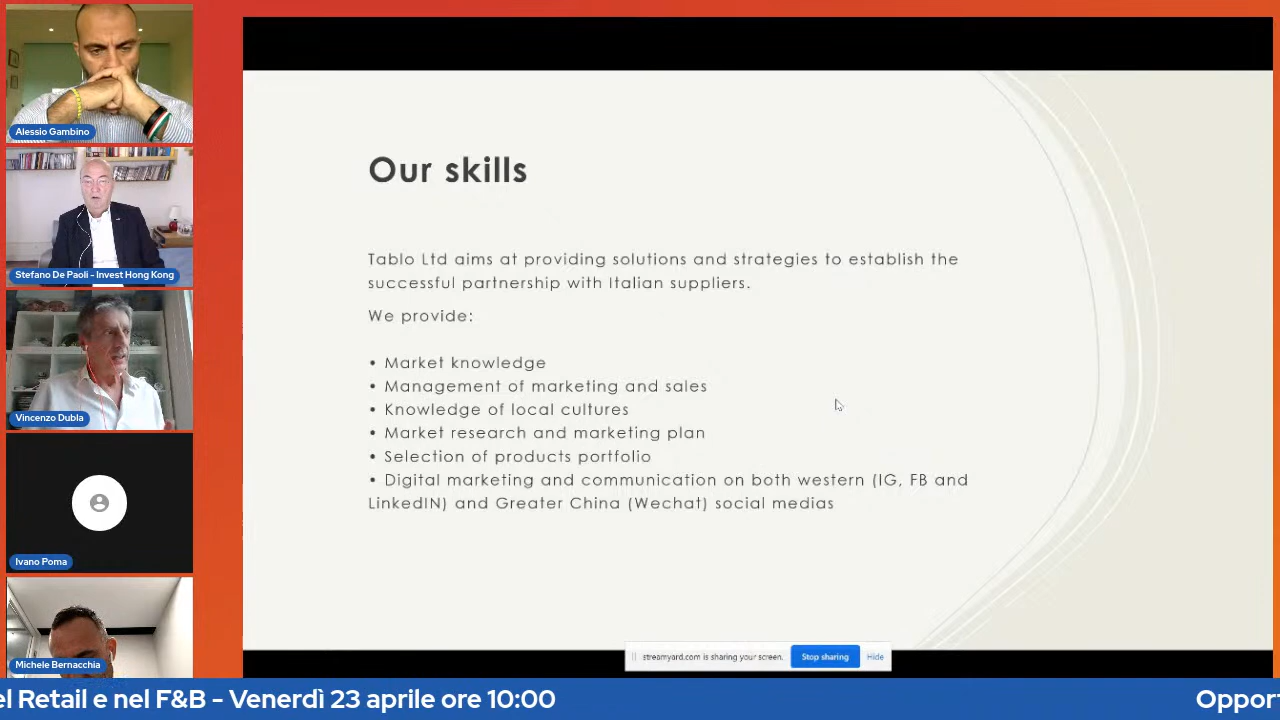 Alessio Gambino
Stefano De Paoli - Invest Hong Kong
Vincenzo Dubla
Ivano Poma
Michele Bernacchia
Our skills
Tablo Ltd aims at providing solutions and strategies to establish the
successful partnership with Italian suppliers.
We provide:
• Market knowledge
• Management of marketing and sales
• Knowledge of local cultures
• Market research and marketing plan
• Selection of products portfolio
• Digital marketing and communication on both western (IG, FB and
LinkedIN) and Greater China (Wechat) social medias
streamyard.com is sharing your screen.
Stop sharing
Hide
el Retail e nel F&B - Venerdì 23 aprile ore 10:00
Oppor